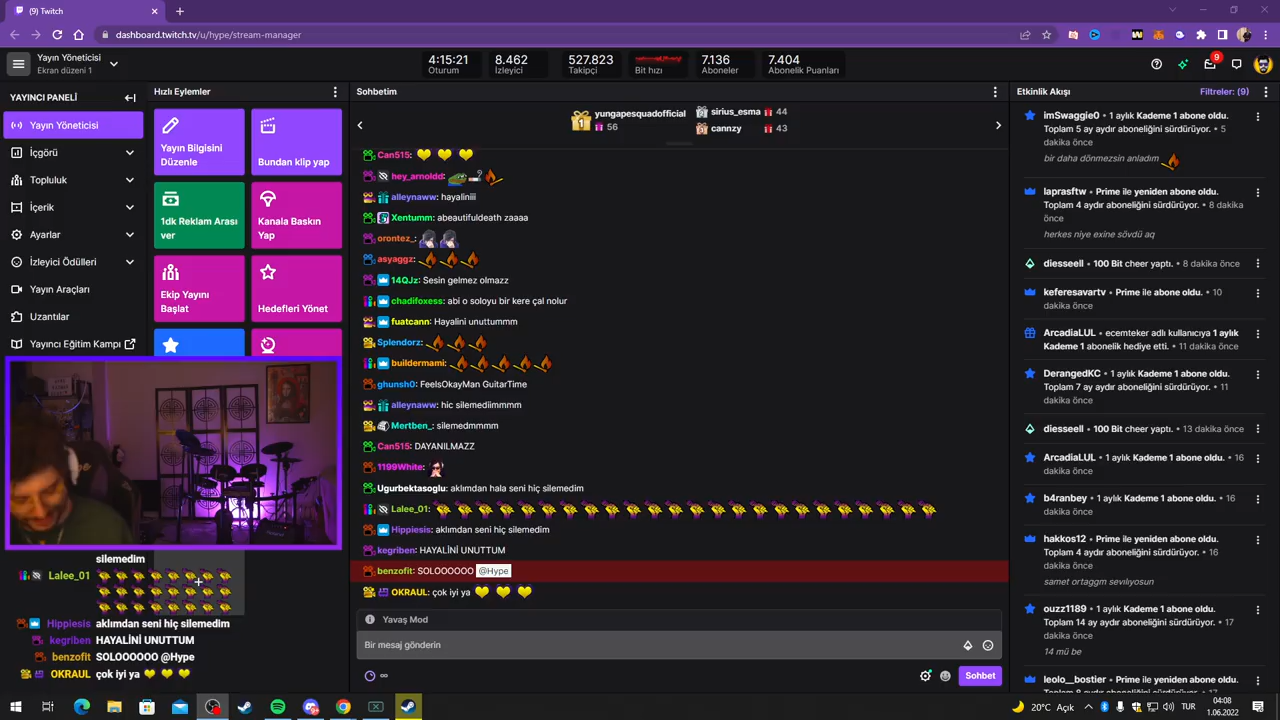 (9) Twitch
dashboard.twitch.tv/u/hype/stream-manager
Yayın Yöneticisi
Ekran düzeni 1
4:15:21
Oturum
8.462
İzleyici
527.823
Takipçi
Bit hızı
7.136
Aboneler
7.404
Abonelik Puanları
9
YAYINCI PANELİ
Yayın Yöneticisi
İçgörü
Topluluk
İçerik
Ayarlar
İzleyici Ödülleri
Yayın Araçları
Uzantılar
Yayıncı Eğitim Kampı
Hızlı Eylemler
Yayın Bilgisini
Düzenle
Bundan klip yap
1dk Reklam Arası
ver
Kanala Baskın
Yap
Ekip Yayını
Başlat
Hedefleri Yönet
Sohbetim
1
yungapesquadofficial
56
sirius_esma 44
cannzy 43
Can515:
hey_arnoldd:
alleynaww: hayaliniii
Xentumm: abeautifuldeath zaaaa
orontez_:
asyaggz:
14QJz: Sesin gelmez olmazz
chadifoxess: abi o soloyu bir kere çal nolur
fuatcann: Hayalini unuttummm
Splendorz:
buildermami:
ghunsh0: FeelsOkayMan GuitarTime
alleynaww: hic silemediimmmm
Mertben_: silemedmmmm
Can515: DAYANILMAZZ
1199White:
Ugurbektasoglu: aklımdan hala seni hiç silemedim
Lalee_01:
Hippiesis: aklımdan seni hiç silemedim
kegriben: HAYALİNİ UNUTTUM
benzofit: SOLOOOOOO @Hype
OKRAUL: çok iyi ya
Yavaş Mod
Bir mesaj gönderin
∞
Sohbet
silemedim
Lalee_01
Hippiesis aklımdan seni hiç silemedim
kegriben HAYALİNİ UNUTTUM
benzofit SOLOOOOOO @Hype
OKRAUL çok iyi ya
Etkinlik Akışı
Filtreler: (9)
imSwaggie0 • 1 aylık Kademe 1 abone oldu.
Toplam 5 ay aydır aboneliğini sürdürüyor. • 5
dakika önce
bir daha dönmezsin anladım
laprasftw • Prime ile yeniden abone oldu.
Toplam 4 aydır aboneliğini sürdürüyor. • 8 dakika
önce
herkes niye exine sövdü aq
diesseell • 100 Bit cheer yaptı. • 8 dakika önce
keferesavartv • Prime ile abone oldu. • 10
dakika önce
ArcadiaLUL • ecemteker adlı kullanıcıya 1 aylık
Kademe 1 abonelik hediye etti. • 11 dakika önce
DerangedKC • 1 aylık Kademe 1 abone oldu.
Toplam 7 ay aydır aboneliğini sürdürüyor. • 11
dakika önce
diesseell • 100 Bit cheer yaptı. • 13 dakika önce
ArcadiaLUL • 1 aylık Kademe 1 abone oldu. • 16
dakika önce
b4ranbey • 1 aylık Kademe 1 abone oldu. • 16
dakika önce
hakkos12 • Prime ile yeniden abone oldu.
Toplam 4 aydır aboneliğini sürdürüyor. • 16
dakika önce
samet ortaggm sevılıyosun
ouzz1189 • 1 aylık Kademe 1 abone oldu.
Toplam 14 ay aydır aboneliğini sürdürüyor. • 17
dakika önce
14 mü be
leolo__bostier • Prime ile yeniden abone oldu.
Toplam 8 aydır aboneliğini sürdürüyor. • 18
20°C Açık
TUR
04:08
1.06.2022